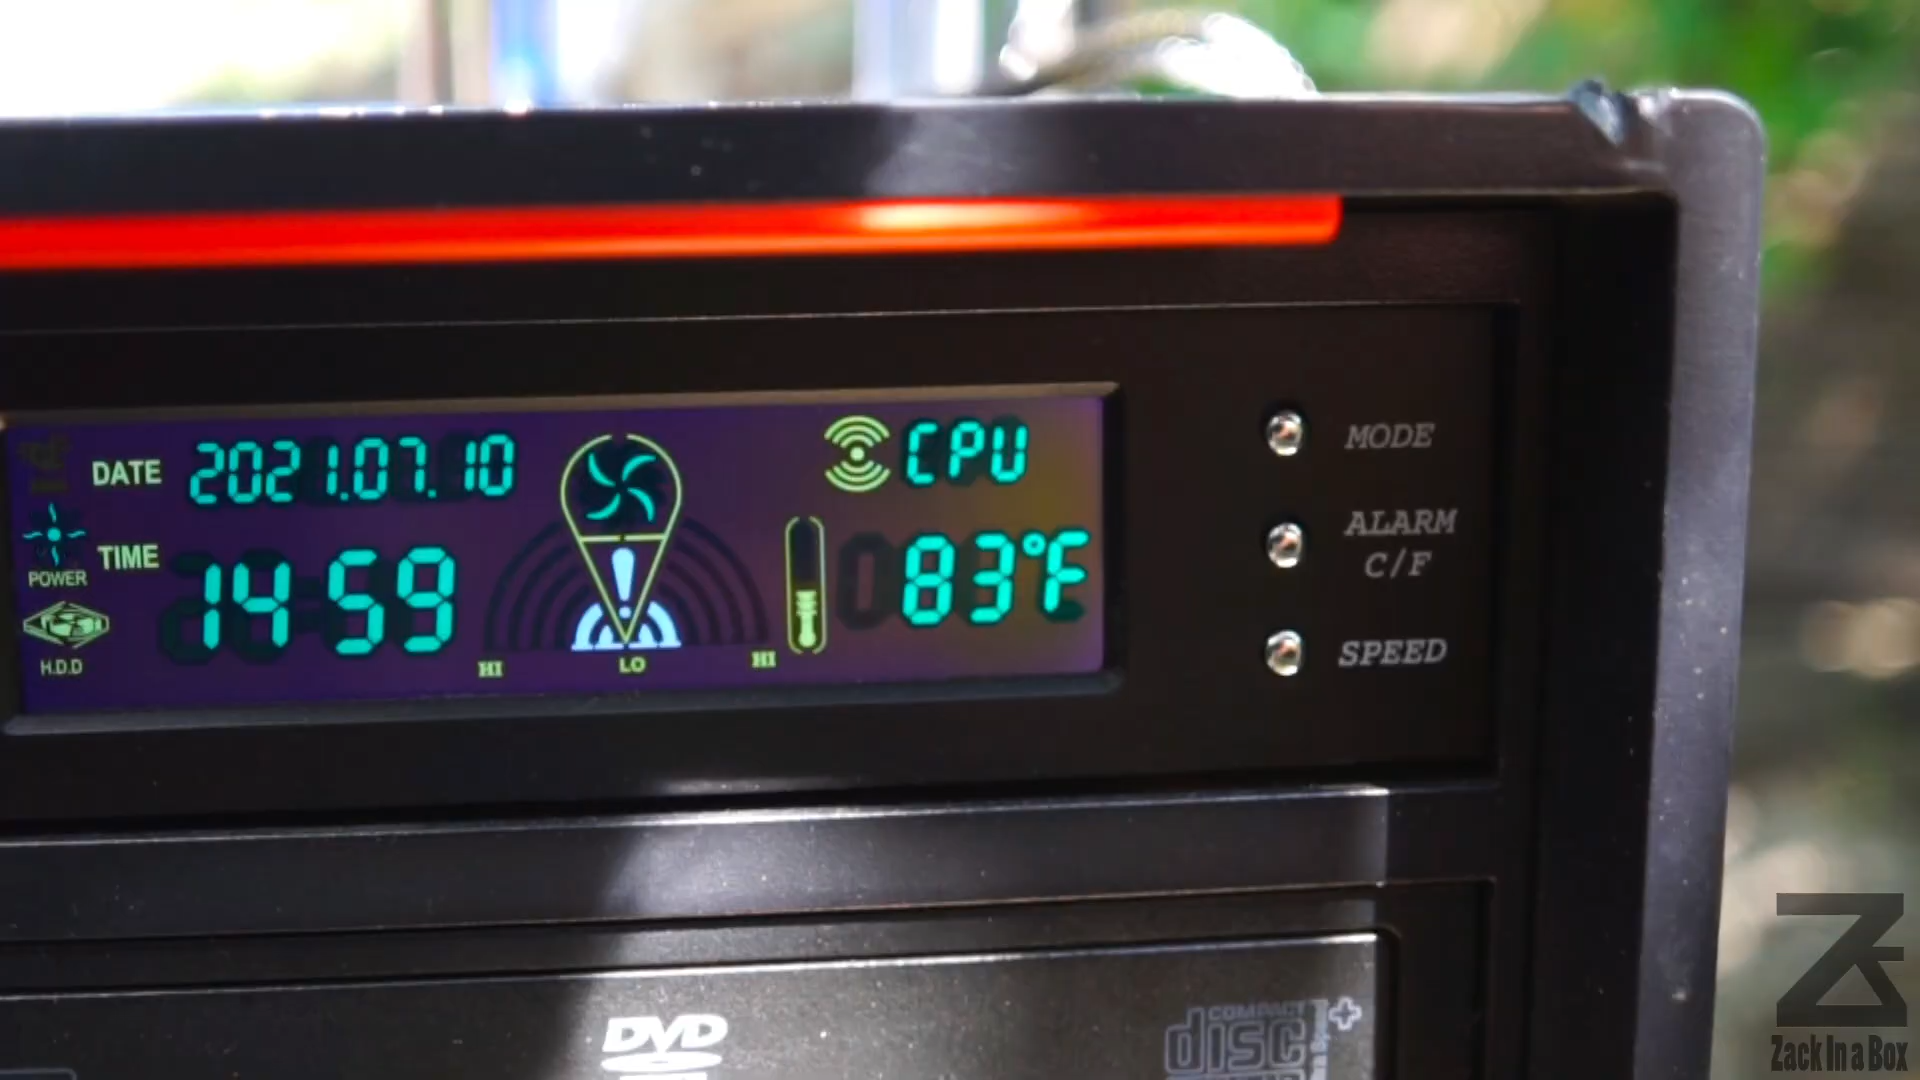 DATE 2021.07.10
CPU
TIME 14 59
83°F
POWER
H.D.D
HI LO HI
MODE
ALARM
C/F
SPEED
DVD
COMPACT
disc
Zack In a Box